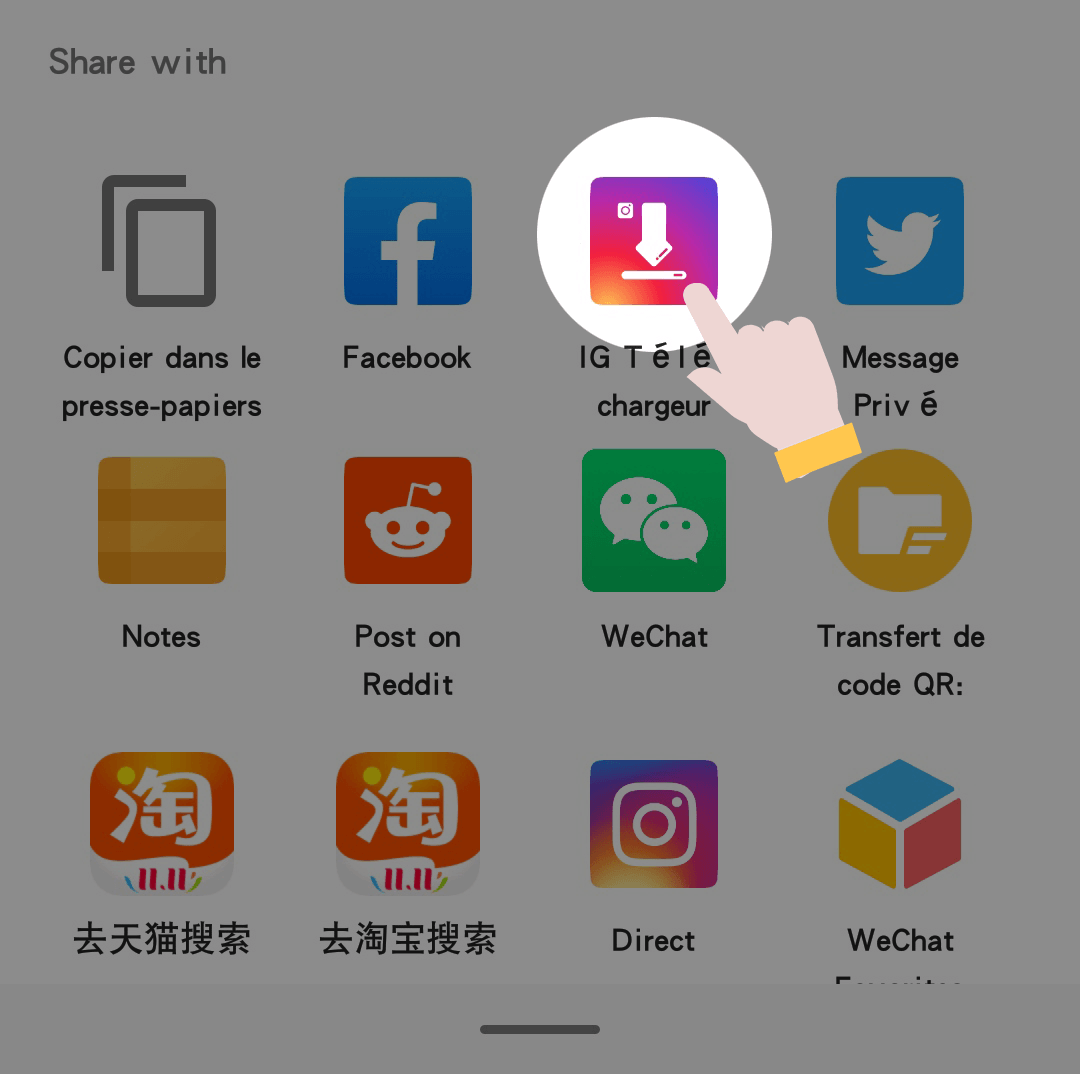 Share with
Copier dans le
presse-papiers
Facebook
IG Télé
chargeur
Message
Privé
Notes
Post on
Reddit
WeChat
Transfert de
code QR:
淘
11.11
去天猫搜索
淘
11.11
去淘宝搜索
Direct
WeChat